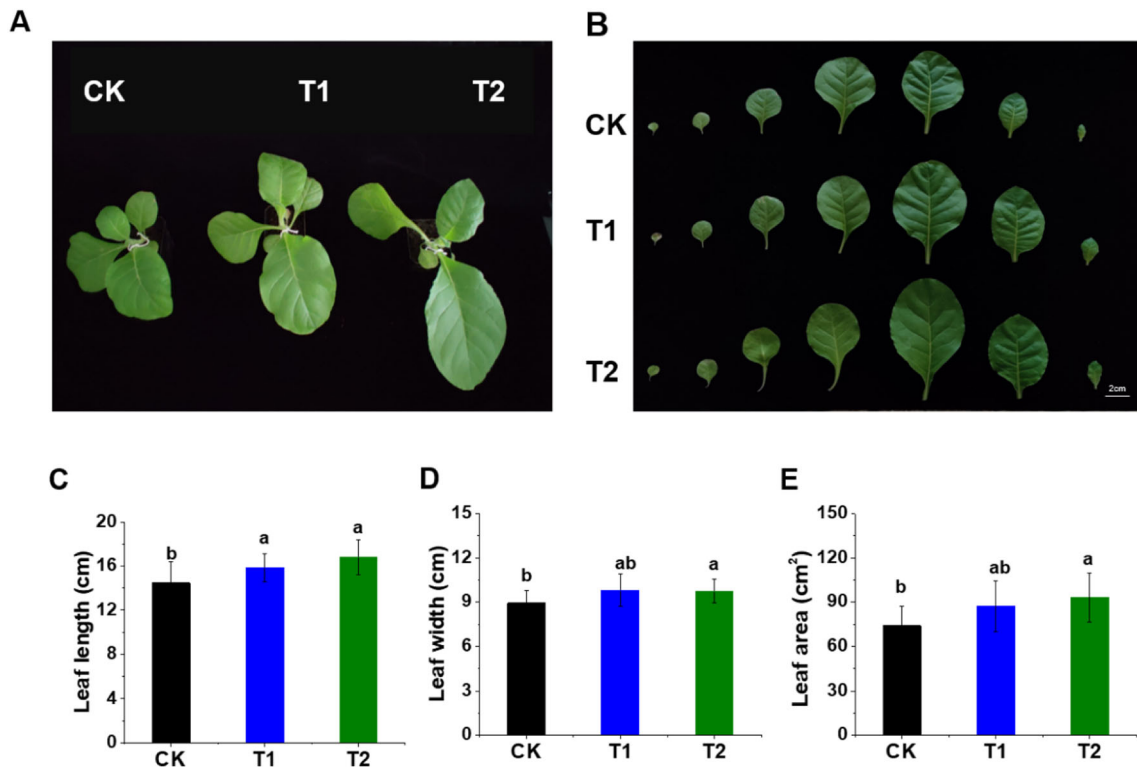 A
CK T1 T2
B
CK
T1
T2
2cm
C
Leaf length (cm)
20
16
12
8
4
0
b a a
CK T1 T2
D
Leaf width (cm)
15
12
9
6
3
0
b ab a
CK T1 T2
E
Leaf area (cm²)
150
120
90
60
30
0
b ab a
CK T1 T2